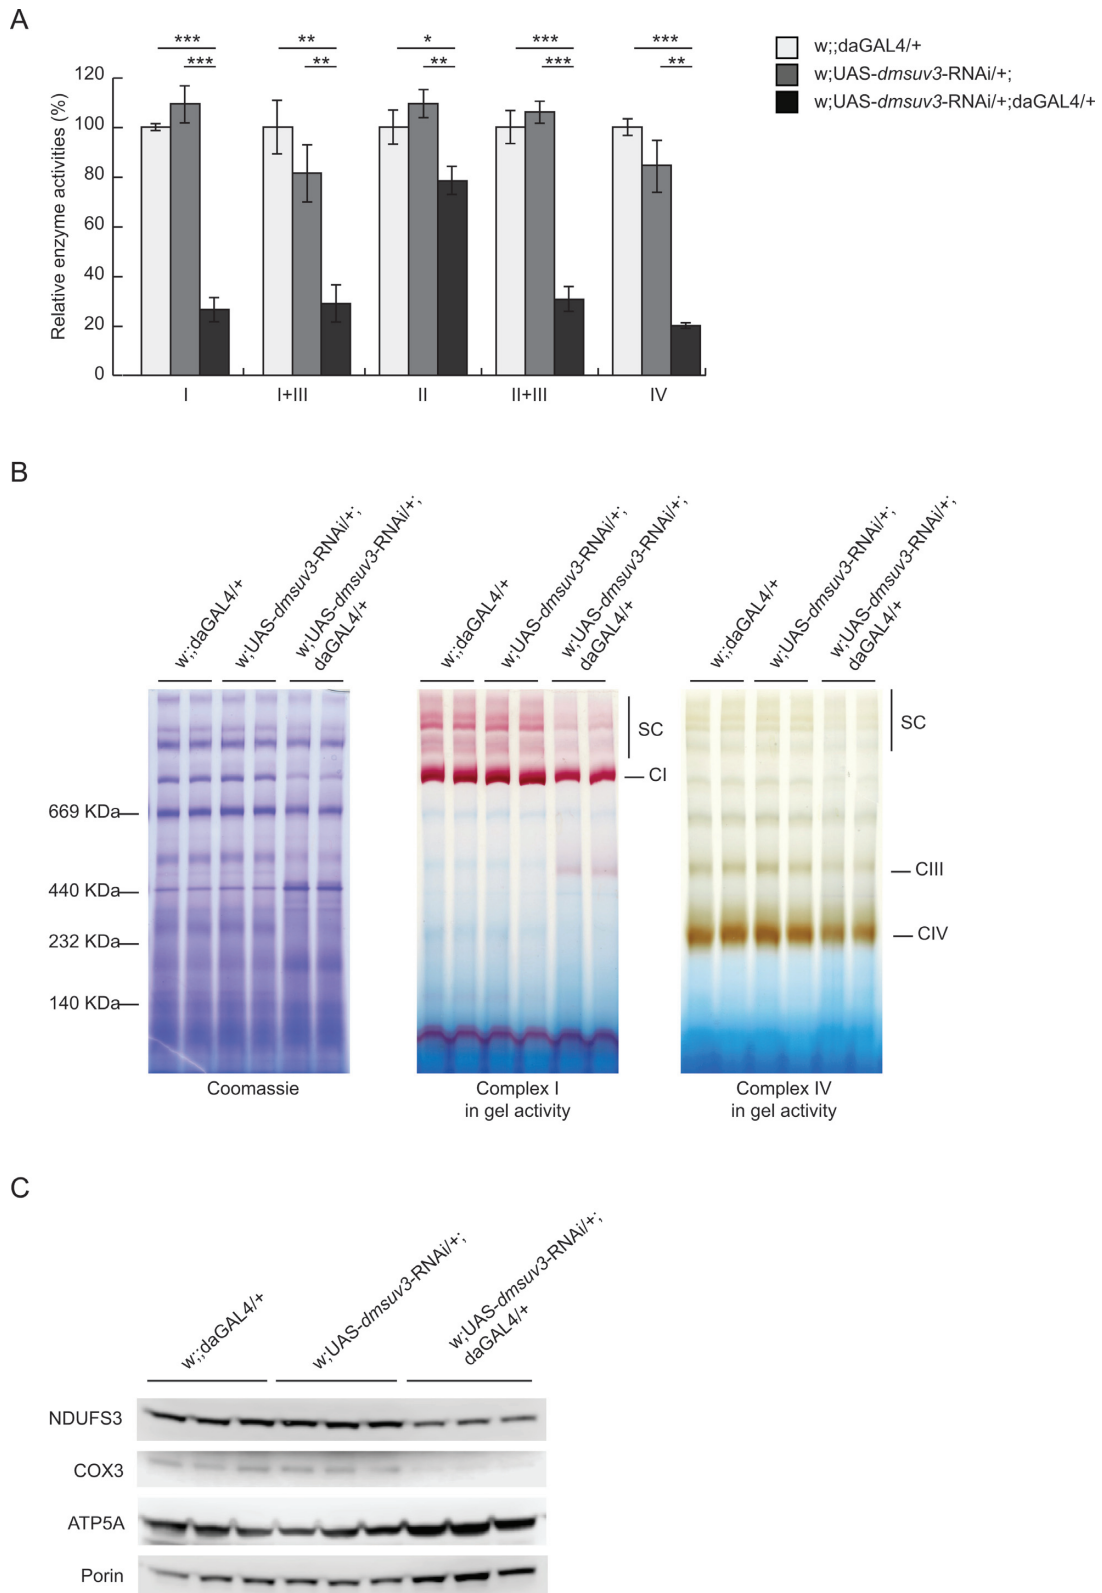 A
*** ** * *** ***
*** ** ** *** **
w;;daGAL4/+
w;UAS-dmsuv3-RNAi/+;
w;UAS-dmsuv3-RNAi/+;daGAL4/+
Relative enzyme activities (%)
120
100
80
60
40
20
0
I I+III II II+III IV
B
w;;daGAL4/+
w;UAS-dmsuv3-RNAi/+;
w;UAS-dmsuv3-RNAi/+;
daGAL4/+
w;;daGAL4/+
w;UAS-dmsuv3-RNAi/+;
w;UAS-dmsuv3-RNAi/+;
daGAL4/+
w;;daGAL4/+
w;UAS-dmsuv3-RNAi/+;
w;UAS-dmsuv3-RNAi/+;
daGAL4/+
669 KDa
440 KDa
232 KDa
140 KDa
SC
CI
SC
CIII
CIV
Coomassie
Complex I
in gel activity
Complex IV
in gel activity
C
w;;daGAL4/+
w;UAS-dmsuv3-RNAi/+;
w;UAS-dmsuv3-RNAi/+;
daGAL4/+
NDUFS3
COX3
ATP5A
Porin